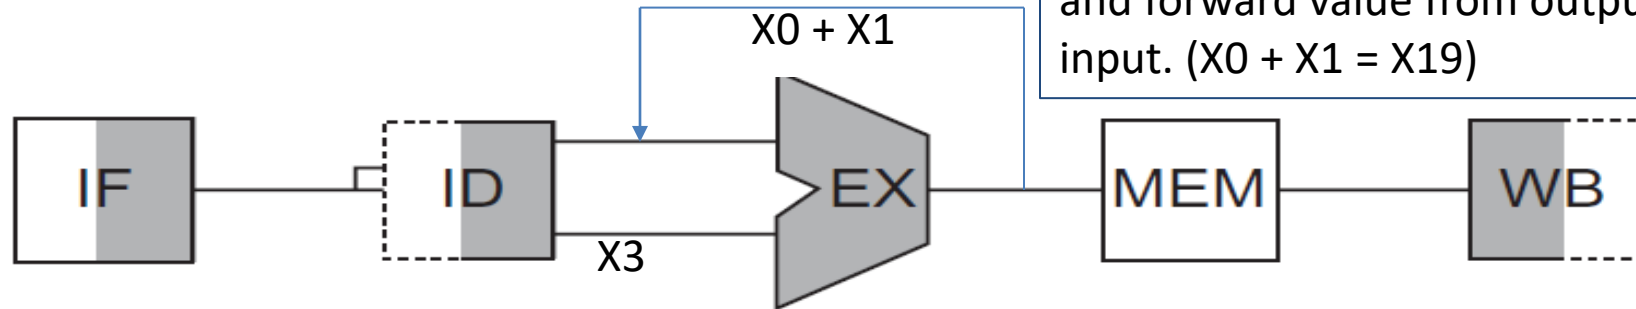 and forward value from outpu
input. (X0 + X1 = X19)
X0 + X1
IF
ID
EX
MEM
WB
X3